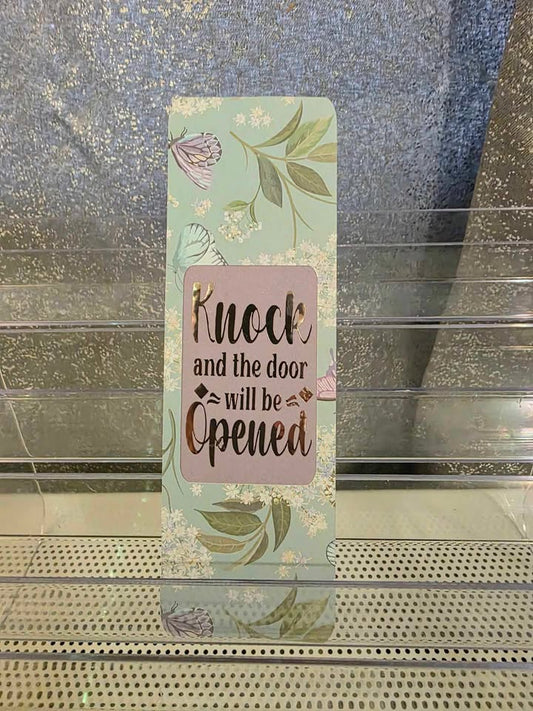 Knock
and the door
will be
Opened